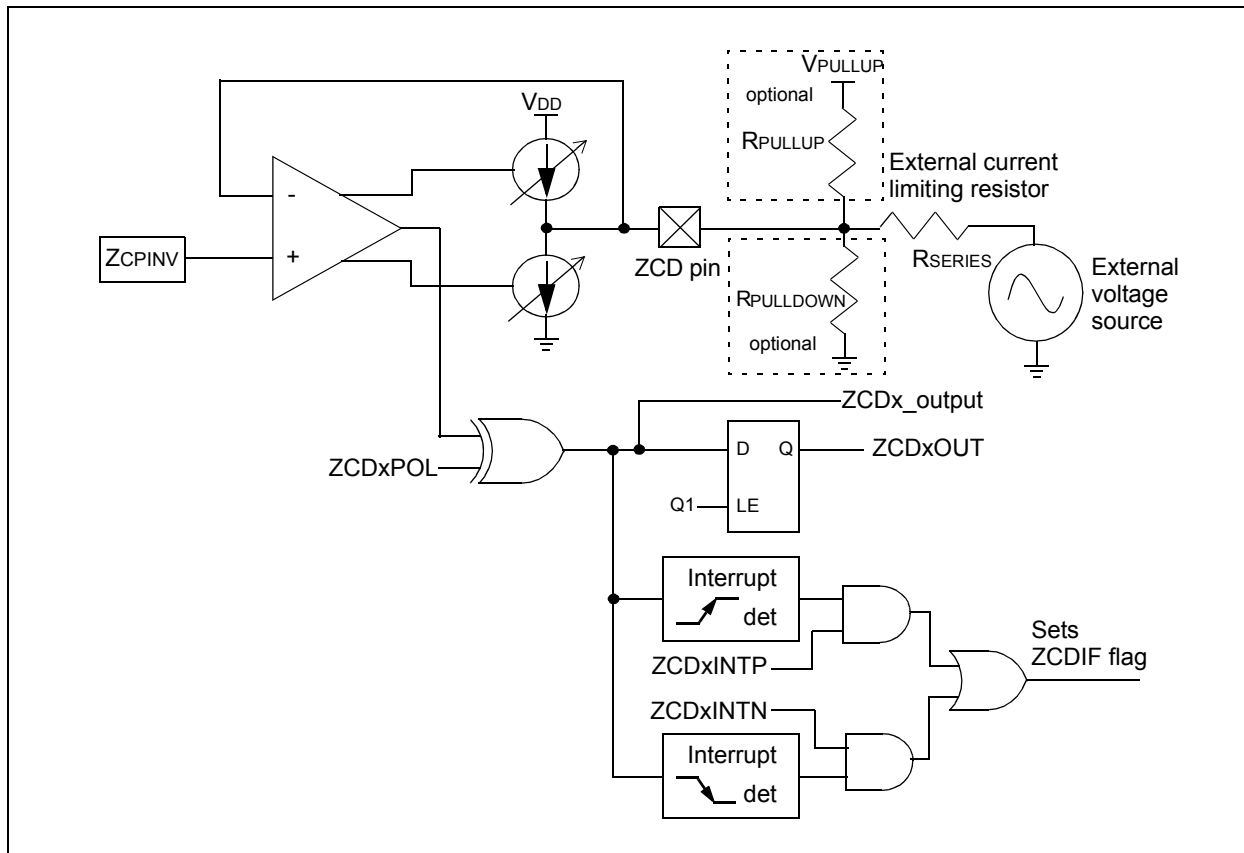 VPULLUP
optional
VDD
RPULLUP
External current
limiting resistor
-
ZCPINV
+
ZCD pin
RSERIES
RPULLDOWN
External
voltage
source
optional
ZCDx_output
D
Q
ZCDxOUT
ZCDxPOL
Q1
LE
Interrupt
det
Sets
ZCDIF flag
ZCDxINTP
ZCDxINTN
Interrupt
det